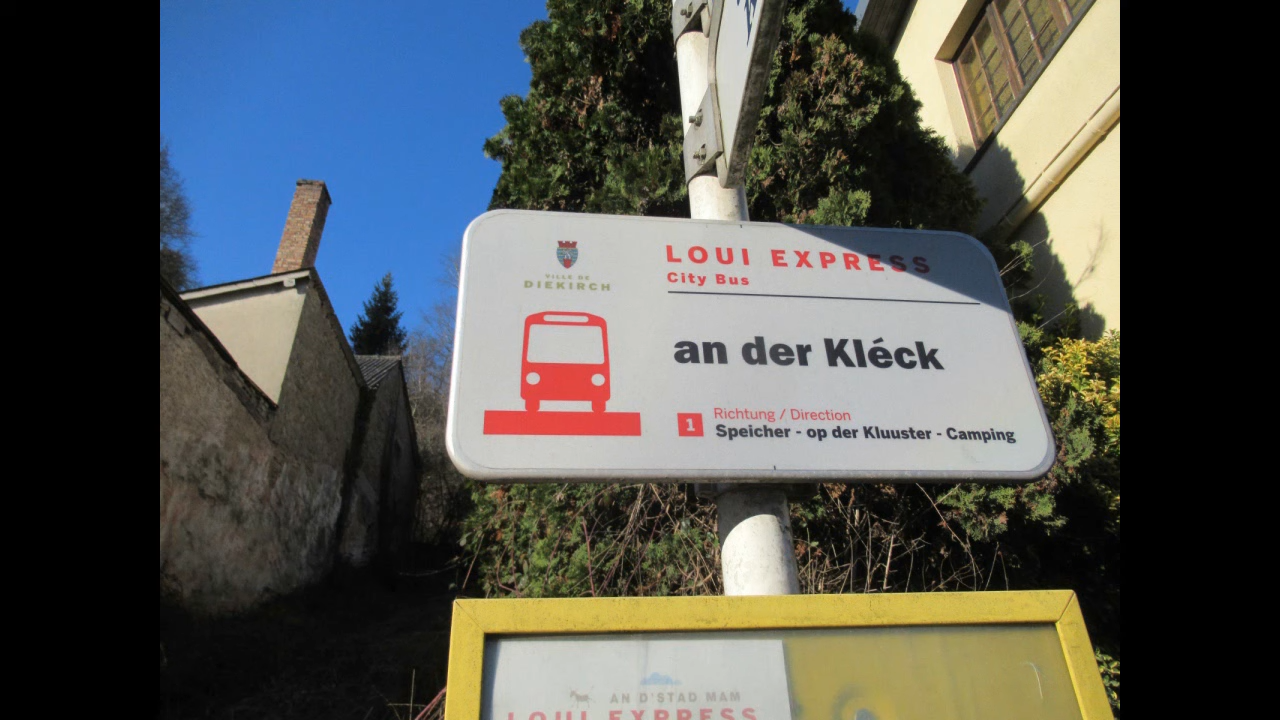 VILLE DE
DIEKIRCH
LOUI EXPRESS
City Bus
an der Kléck
1 Richtung / Direction
Speicher - op der Kluuster - Camping
AN D'STAD MAM
LOUI EXPRESS